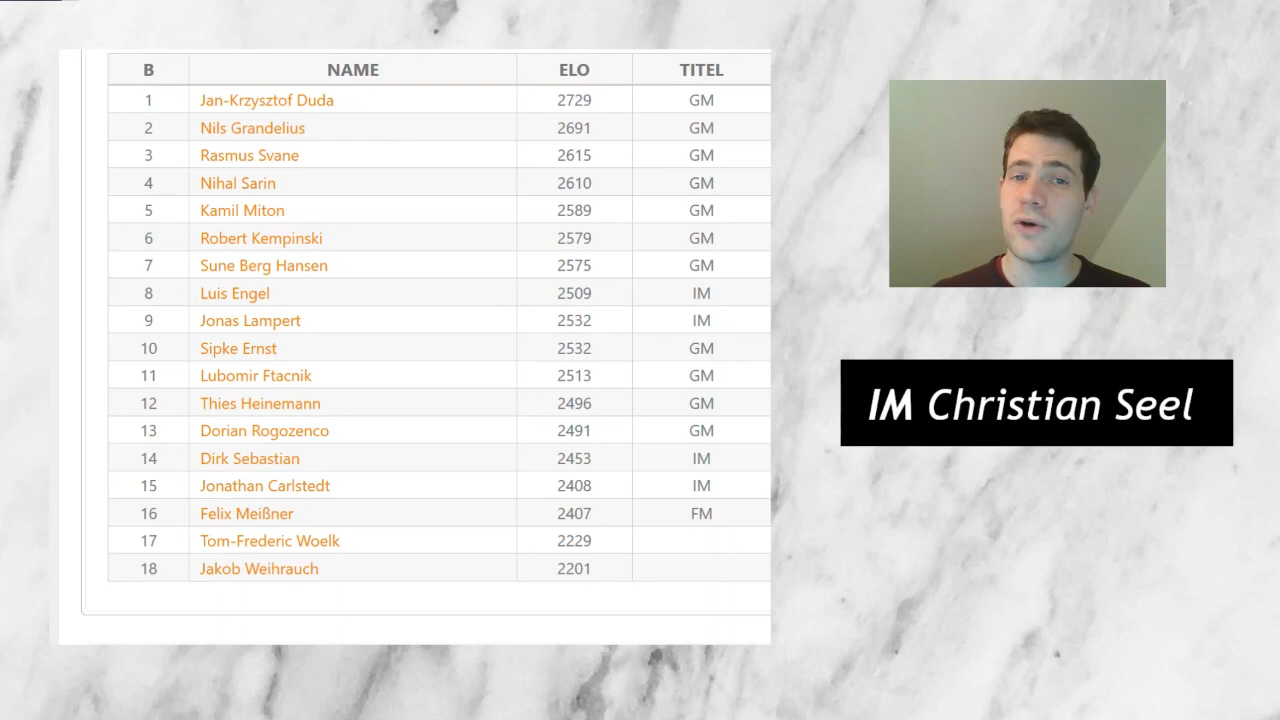 B NAME ELO TITEL
1 Jan-Krzysztof Duda 2729 GM
2 Nils Grandelius 2691 GM
3 Rasmus Svane 2615 GM
4 Nihal Sarin 2610 GM
5 Kamil Miton 2589 GM
6 Robert Kempinski 2579 GM
7 Sune Berg Hansen 2575 GM
8 Luis Engel 2509 IM
9 Jonas Lampert 2532 IM
10 Sipke Ernst 2532 GM
11 Lubomir Ftacnik 2513 GM
12 Thies Heinemann 2496 GM
13 Dorian Rogozenco 2491 GM
14 Dirk Sebastian 2453 IM
15 Jonathan Carlstedt 2408 IM
16 Felix Meißner 2407 FM
17 Tom-Frederic Woelk 2229
18 Jakob Weihrauch 2201
IM Christian Seel